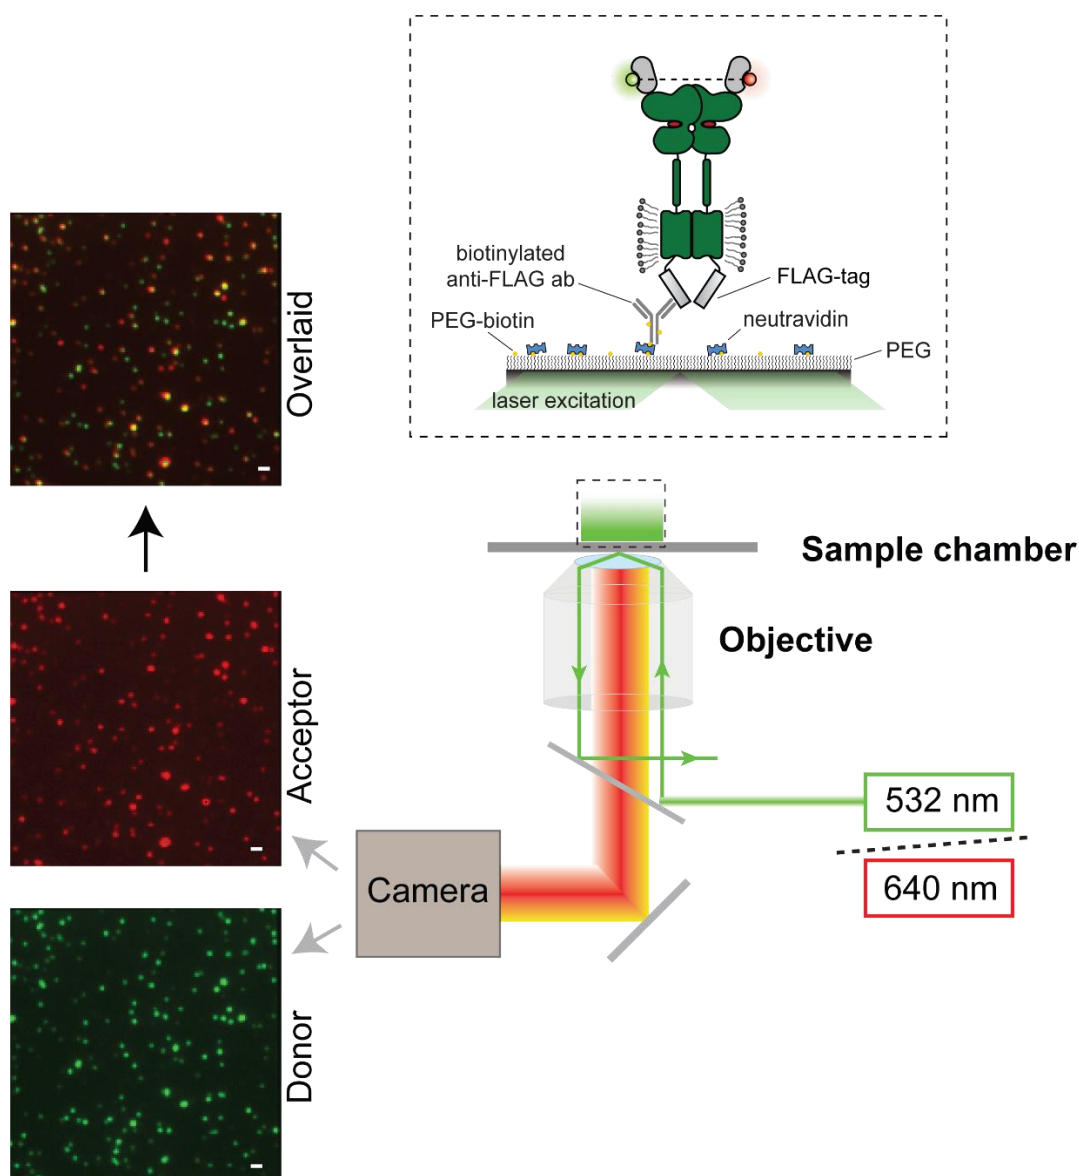 biotinylated
anti-FLAG ab
FLAG-tag
PEG-biotin
neutravidin
PEG
laser excitation
Overlaid
Sample chamber
Objective
Acceptor
532 nm
Camera
640 nm
Donor